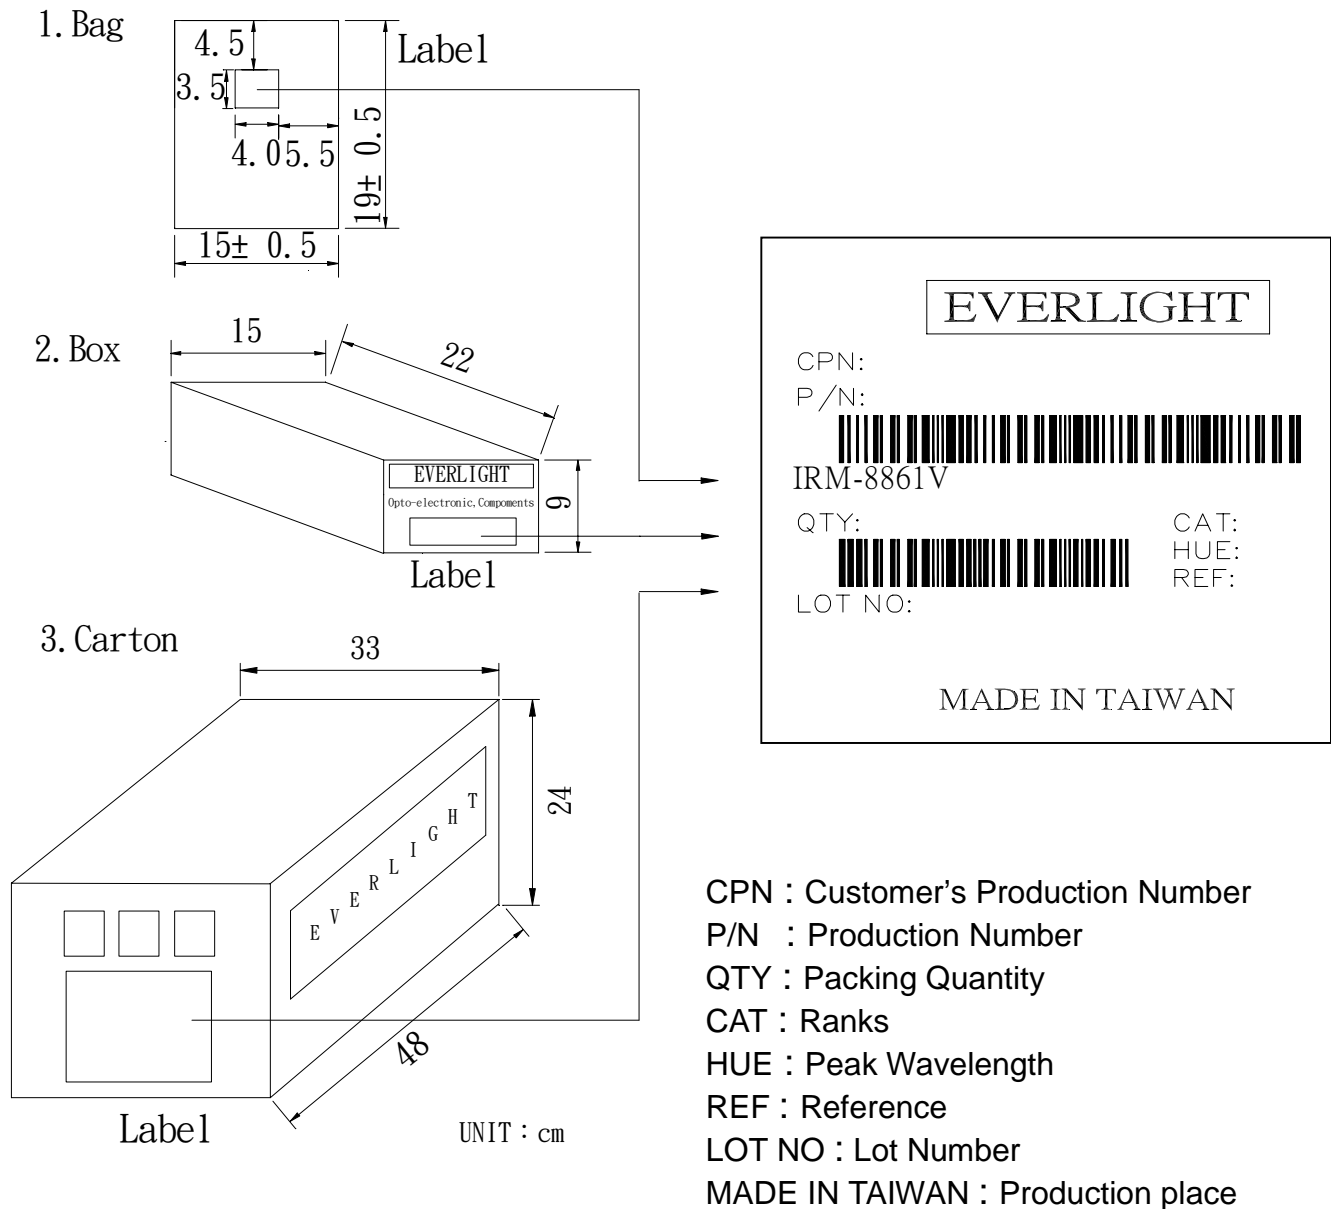 1. Bag
4.5
Label
3.5
4.0 5.5
19± 0.5
15± 0.5
2. Box
15
22
EVERLIGHT
Opto-electronic, Compoments
9
Label
3. Carton
33
24
EVERLIGHT
48
Label
UNIT：cm
EVERLIGHT
CPN:
P/N:
IRM-8861V
QTY:
CAT:
HUE:
REF:
LOT NO:
MADE IN TAIWAN
CPN：Customer’s Production Number
P/N ：Production Number
QTY：Packing Quantity
CAT：Ranks
HUE：Peak Wavelength
REF：Reference
LOT NO：Lot Number
MADE IN TAIWAN：Production place